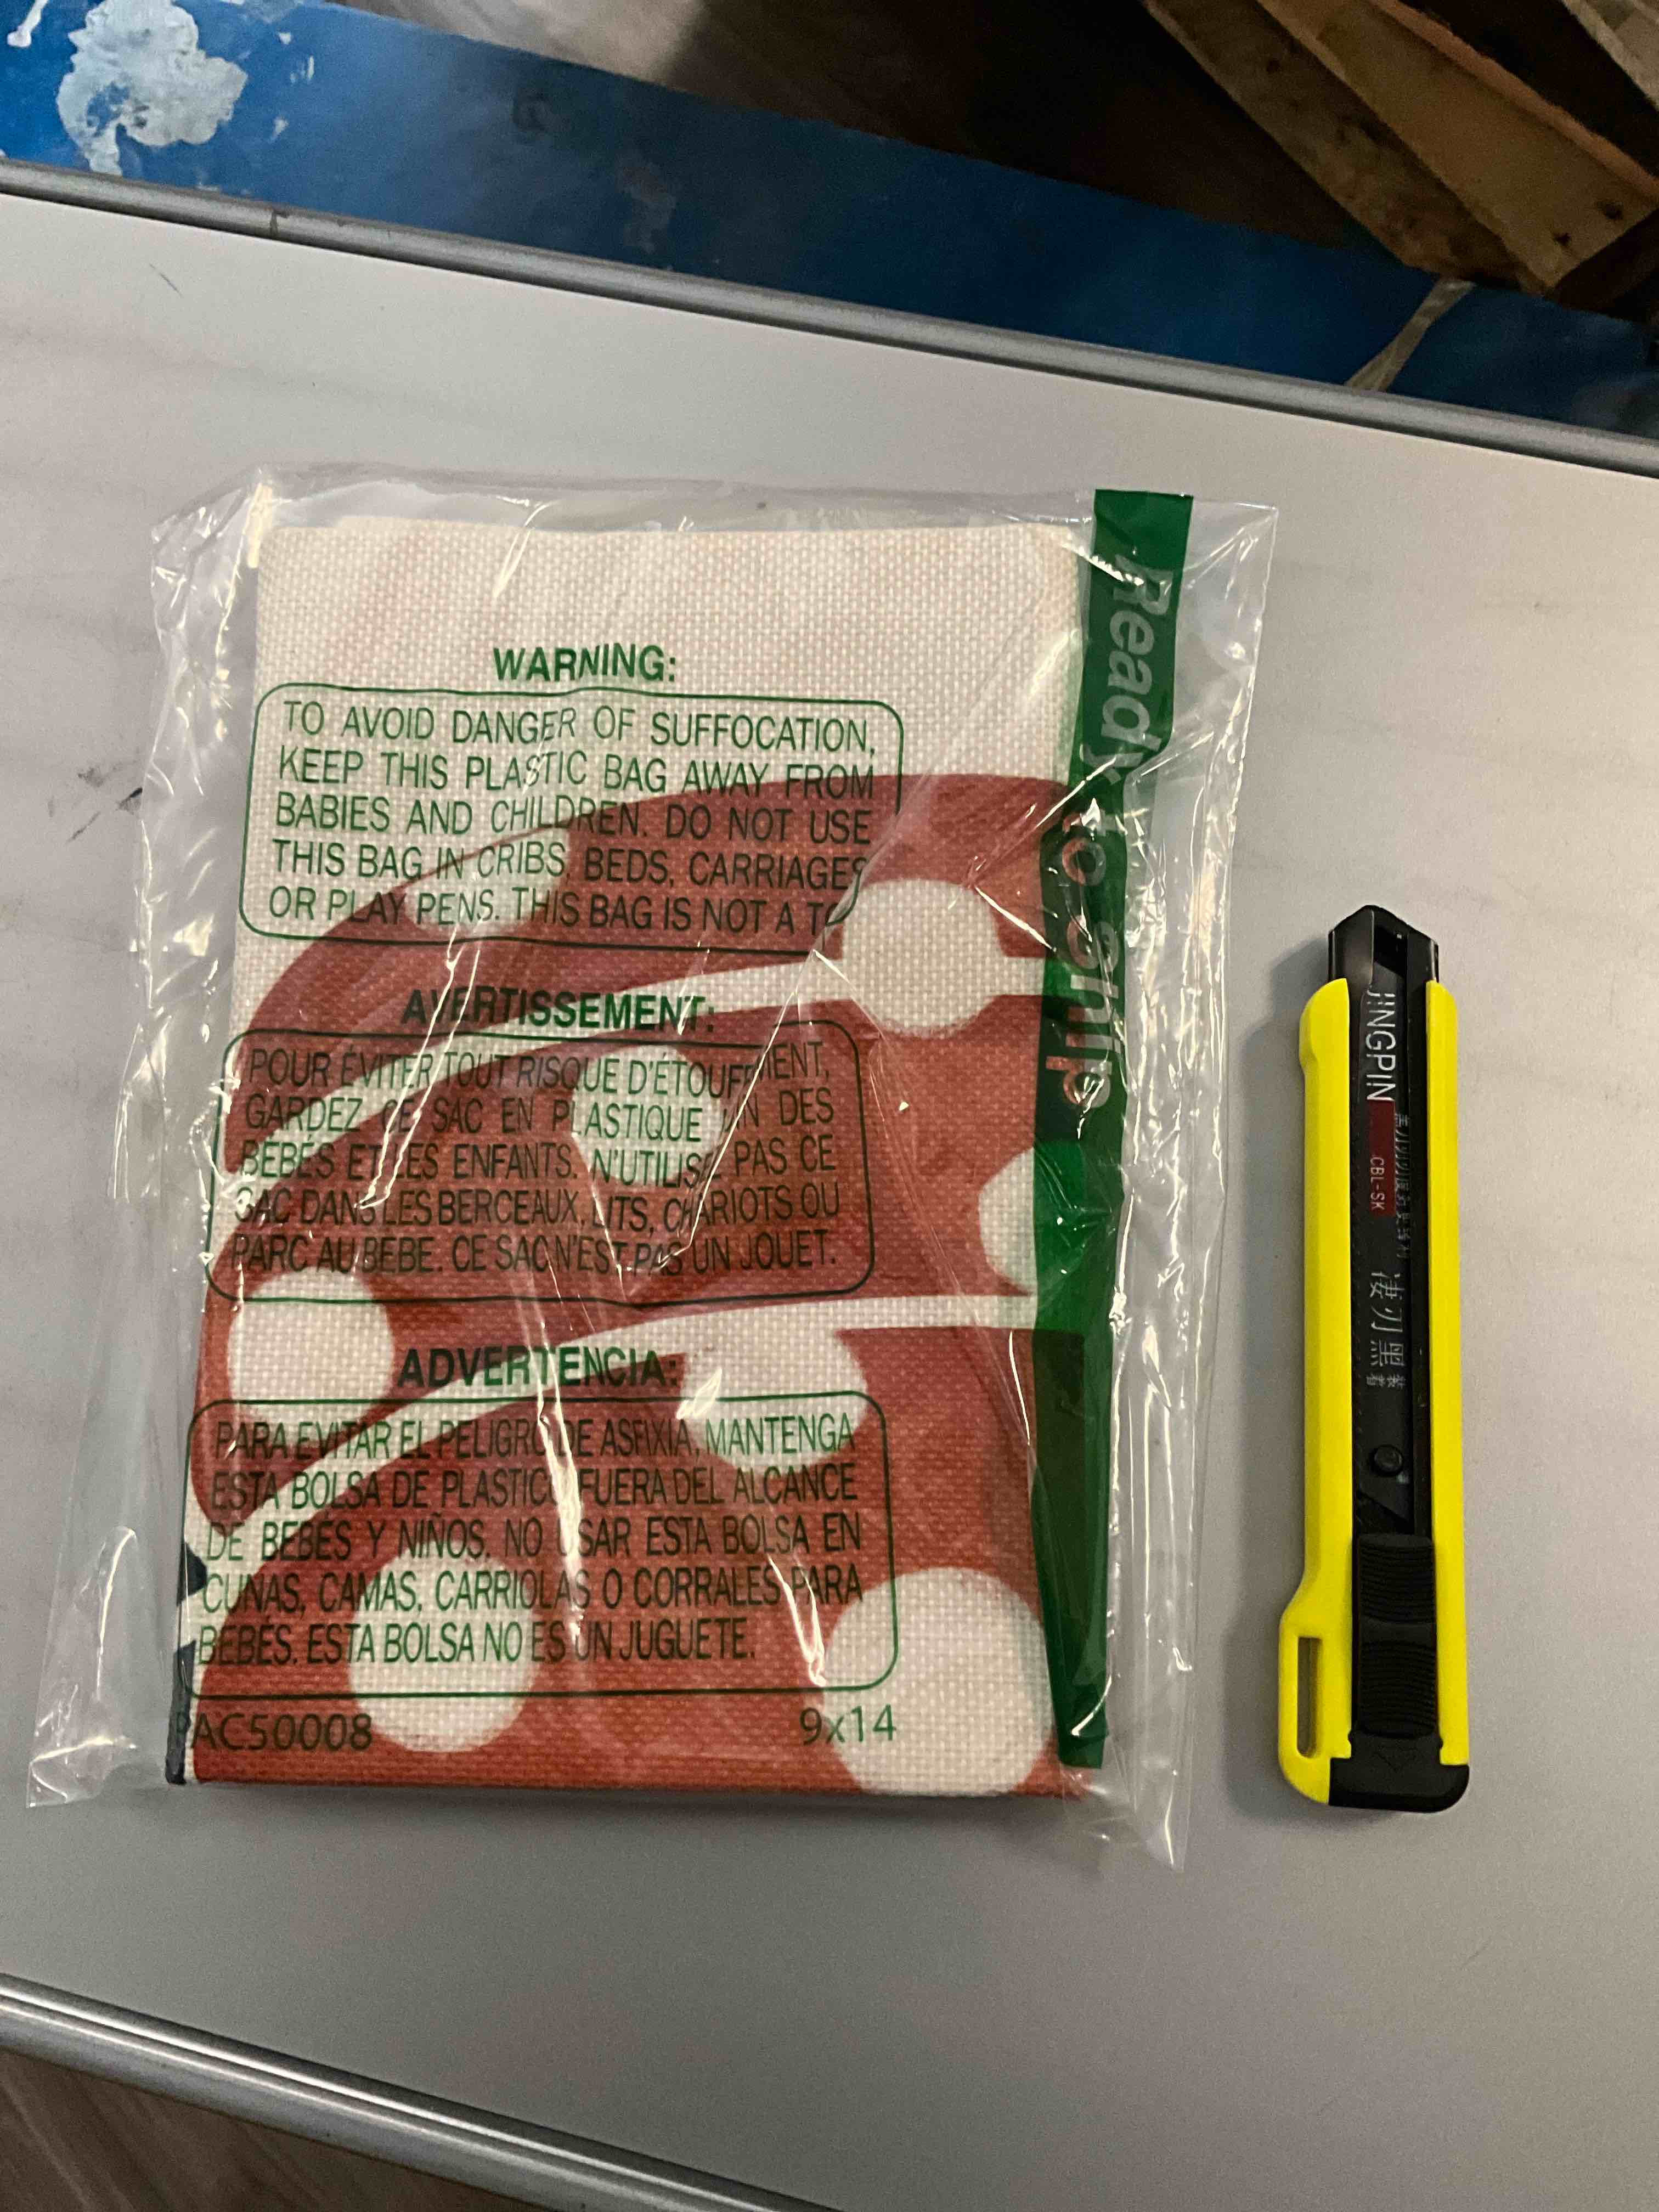 WARNING:
TO AVOID DANGER OF SUFFOCATION,
KEEP THIS PLASTIC BAG AWAY FROM
BABIES AND CHILDREN. DO NOT USE
THIS BAG IN CRIBS, BEDS, CARRIAGES
OR PLAY PENS. THIS BAG IS NOT A
AVERTISSEMENT:
POUR ÉVITER TOUT RISQUE
GARDEZ CE SAC EN PLASTIQUE DES
BÉBÉS ET LES ENFANTS. PAS CE
SAC DANS LES BERCEAUX, LITS, CHARIOTS OU
PARC AU BÉBÉ. CE SAC N'EST PAS UN JOUET.
ADVERTENCIA:
PARA EVITAR EL PELIGRO DE ASFIXIA, MANTENGA
ESTA BOLSA DE PLASTICO FUERA DEL ALCANCE
DE BEBÉS Y NIÑOS. NO USAR ESTA BOLSA EN
CUNAS, CAMAS, CARRIOLAS O CORRALES PARA
BEBÉS. ESTA BOLSA NO ES UN JUGUETE.
PAC50008
9x14
Ready to Ship
JINGPIN
CBL-SK